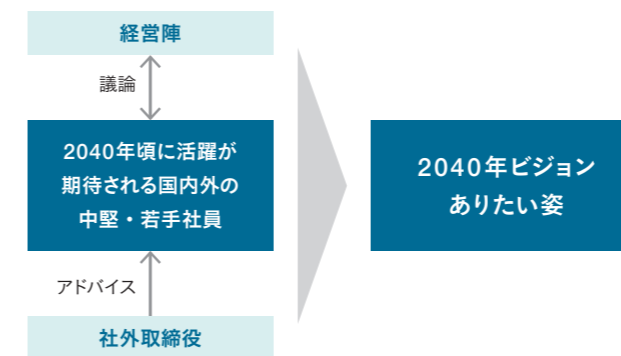 経営陣
議論
2040年頃に活躍が
期待される国内外の
中堅・若手社員
アドバイス
社外取締役
2040年ビジョン
ありたい姿